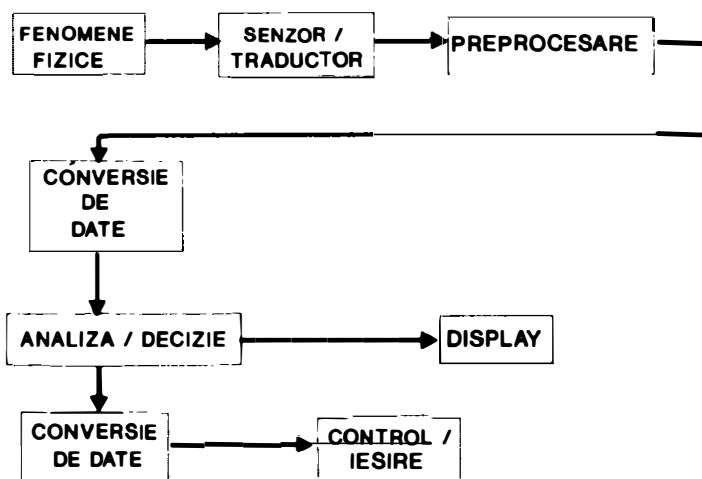 FENOMENE
FIZICE
SENZOR /
TRADUCTOR
PREPROCESARE
CONVERSIE
DE
DATE
ANALIZA / DECIZIE
DISPLAY
CONVERSIE
DE DATE
CONTROL /
IESIRE